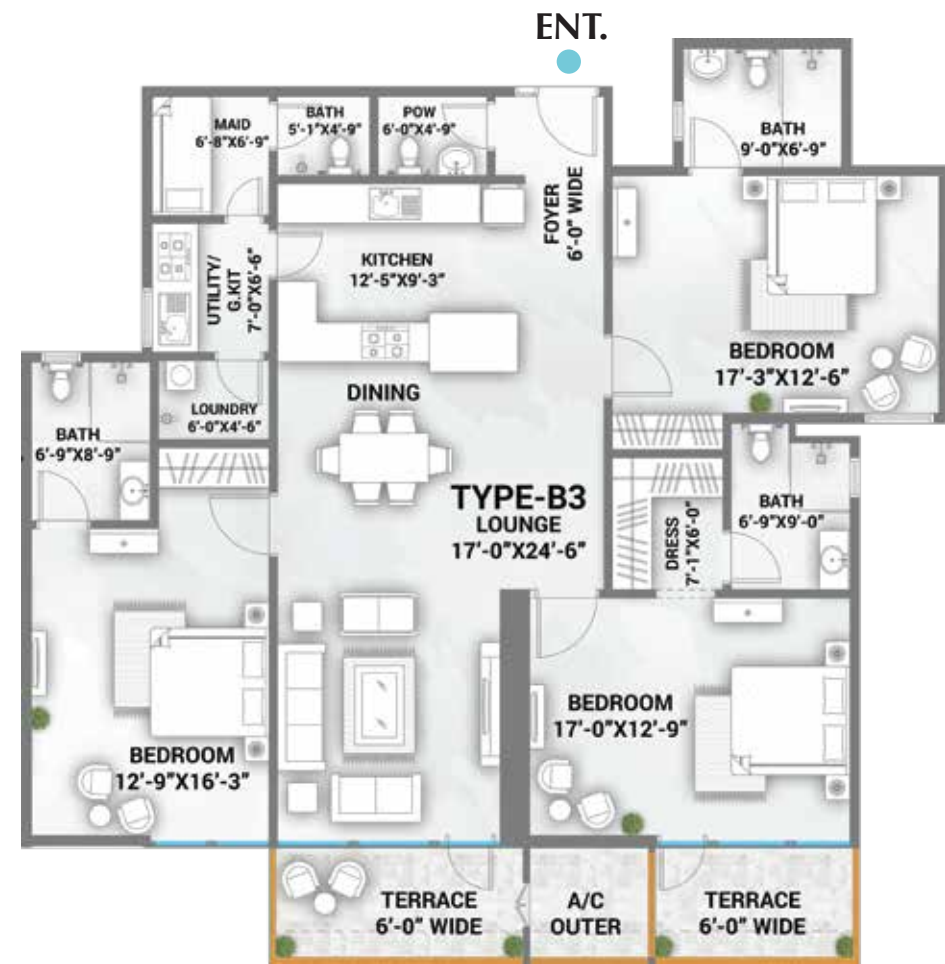 ENT.
MAID
6'-8"X6'-9"
BATH
5'-1"X4'-9"
POW
6'-0"X4'-9"
FOYER
6'-0" WIDE
BATH
9'-0"X6'-9"
UTILITY/
G.KIT
7'-0"X6'-6"
KITCHEN
12'-5"X9'-3"
BEDROOM
17'-3"X12'-6"
DINING
LOUNDRY
6'-0"X4'-6"
BATH
6'-9"X8'-9"
TYPE-B3
LOUNGE
17'-0"X24'-6"
DRESS
7'-1"X6'-0"
BATH
6'-9"X9'-0"
BEDROOM
12'-9"X16'-3"
BEDROOM
17'-0"X12'-9"
TERRACE
6'-0" WIDE
A/C
OUTER
TERRACE
6'-0" WIDE